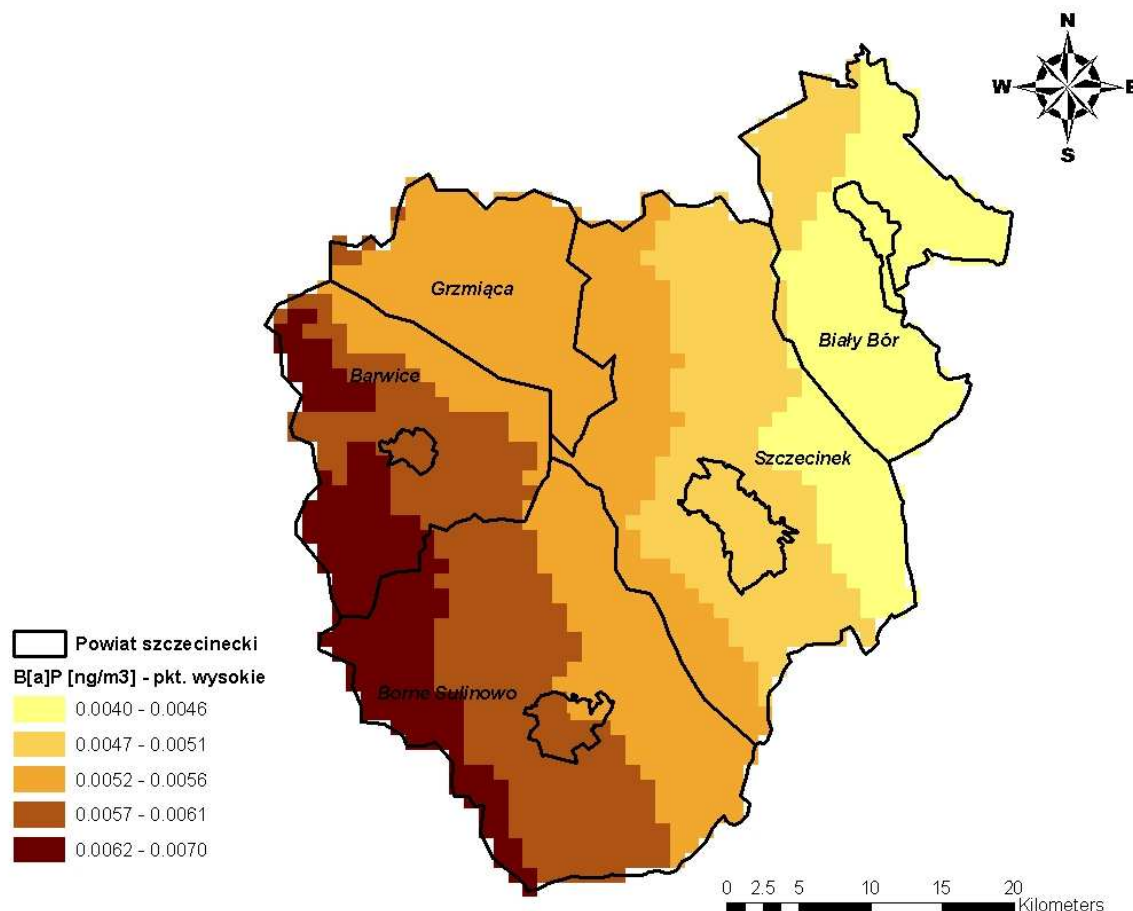 N
W E
S
Grzmiąca
Biały Bór
Barwice
Szczecinek
Borne Sulinowo
Powiat szczecinecki
B[a]P [ng/m3] - pkt. wysokie
0.0040 - 0.0046
0.0047 - 0.0051
0.0052 - 0.0056
0.0057 - 0.0061
0.0062 - 0.0070
0 2.5 5 10 15 20
Kilometers